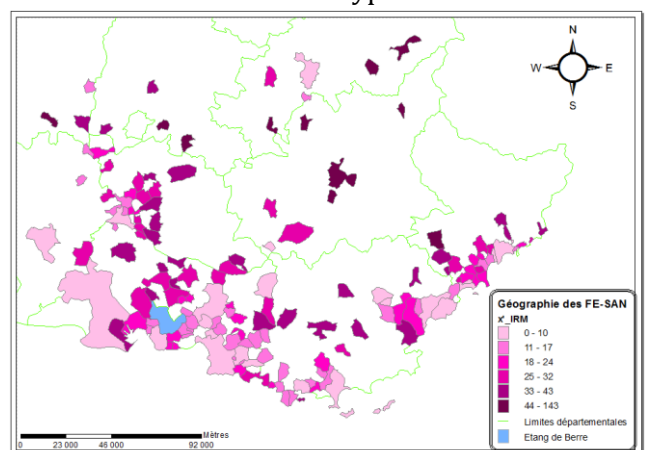 N
W E
S
Géographie des FE-SAN
x'_IRM
0 - 10
11 - 17
18 - 24
25 - 32
33 - 43
44 - 143
Limites départementales
Etang de Berre
Mètres
0 23 000 46 000 92 000